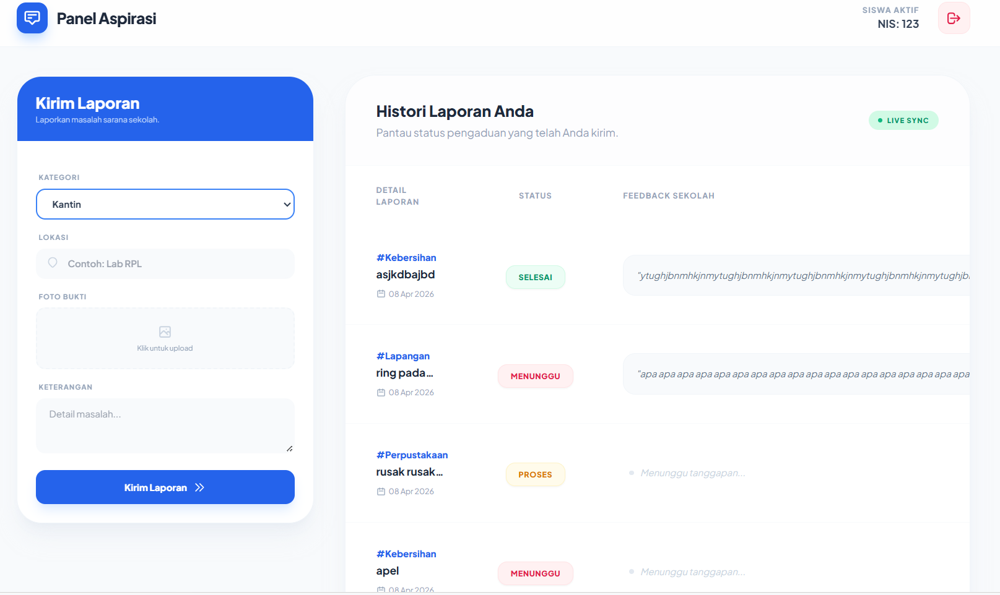 Panel Aspirasi
SISWA AKTIF
NIS: 123
Kirim Laporan
Laporkan masalah sarana sekolah.
KATEGORI
Kantin
LOKASI
Contoh: Lab RPL
FOTO BUKTI
Klik untuk upload
KETERANGAN
Detail masalah...
Kirim Laporan
Histori Laporan Anda
Pantau status pengaduan yang telah Anda kirim.
LIVE SYNC
DETAIL
LAPORAN
STATUS
FEEDBACK SEKOLAH
#Kebersihan
asjkdbajbd
08 Apr 2026
SELESAI
"ytughjbnmhkjnmytughjbnmhkjnmytughjbnmhkjnmytughjbnmhkjnmytughjb
#Lapangan
ring pada...
08 Apr 2026
MENUNGGU
"apa apa apa apa apa apa apa apa apa apa apa apa apa apa apa apa apa apa
#Perpustakaan
rusak rusak...
08 Apr 2026
PROSES
Menunggu tanggapan...
#Kebersihan
apel
08 Apr 2026
MENUNGGU
Menunggu tanggapan...